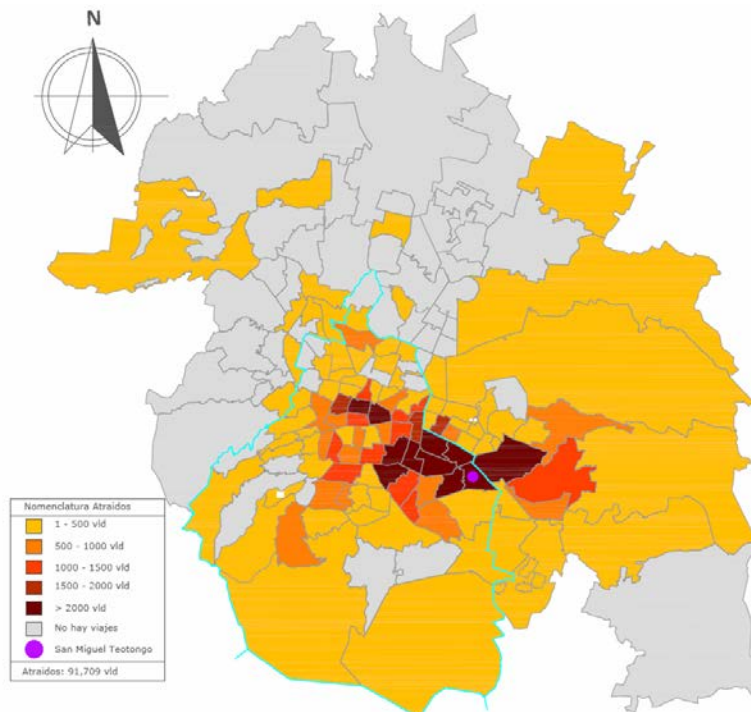 N
Nomenclatura Atraidos
1 - 500 vld
500 - 1000 vld
1000 - 1500 vld
1500 - 2000 vld
> 2000 vld
No hay viajes
San Miguel Teotongo
Atraidos: 91,709 vld